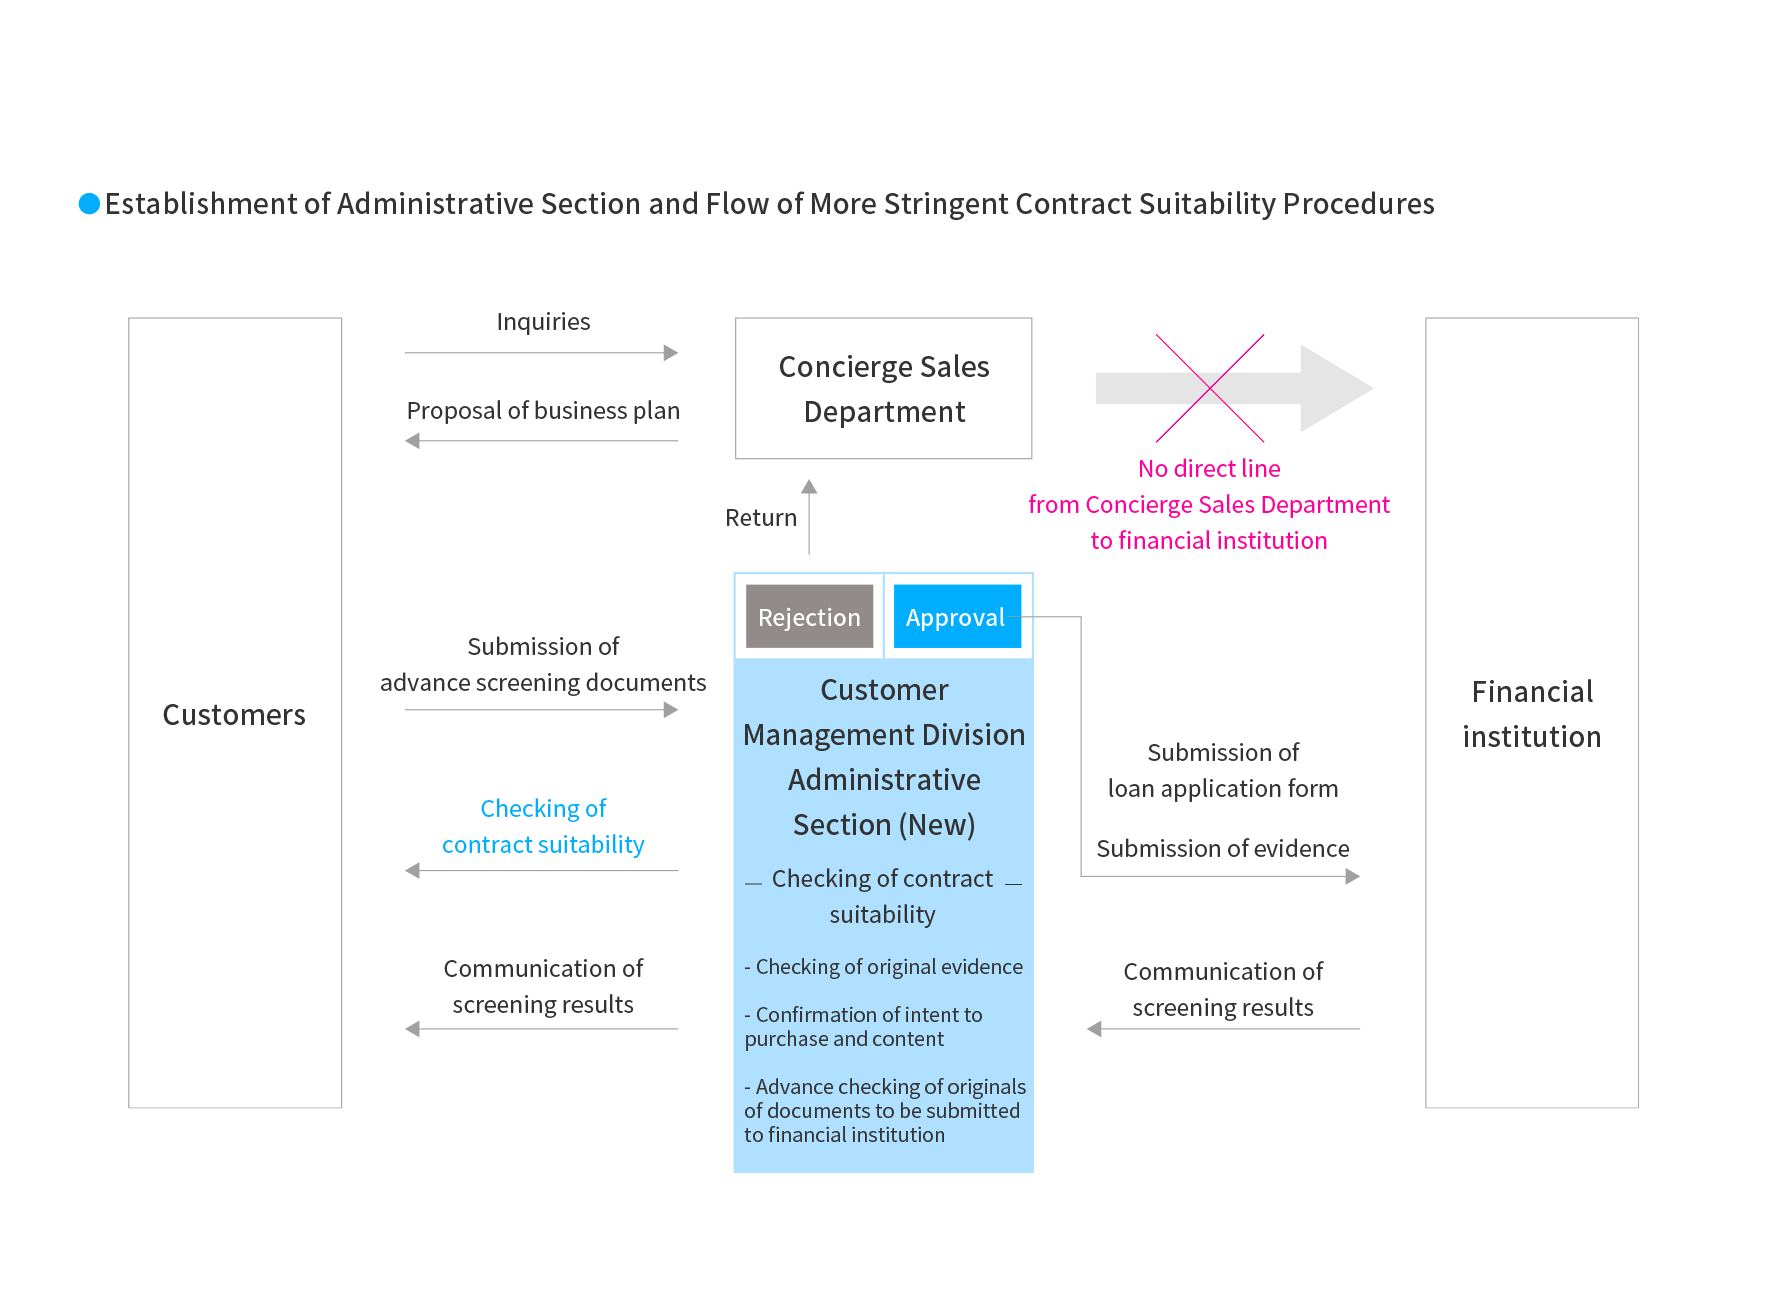 Establishment of Administrative Section and Flow of More Stringent Contract Suitability Procedures
Inquiries
Proposal of business plan
Concierge Sales
Department
No direct line
from Concierge Sales Department
to financial institution
Return
Rejection
Approval
Customers
Submission of
advance screening documents
Checking of
contract suitability
Communication of
screening results
Customer
Management Division
Administrative
Section (New)
— Checking of contract —
suitability
- Checking of original evidence
- Confirmation of intent to
purchase and content
- Advance checking of originals
of documents to be submitted
to financial institution
Submission of
loan application form
Submission of evidence
Communication of
screening results
Financial
institution